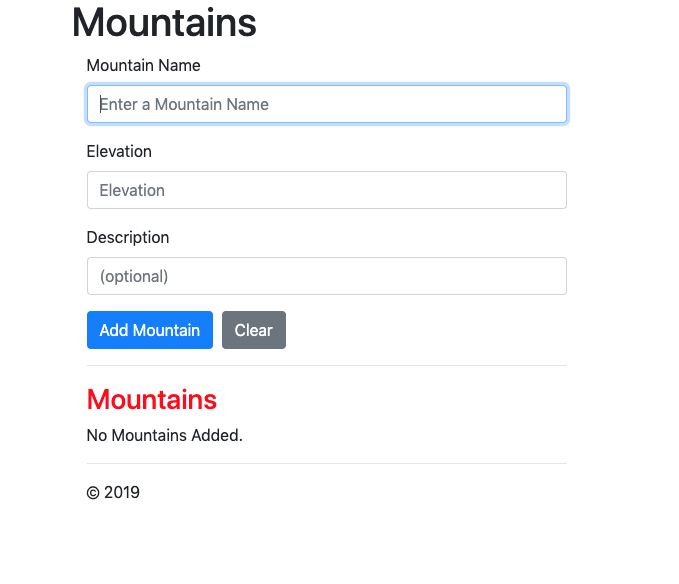 Mountains
Mountain Name
Enter a Mountain Name
Elevation
Elevation
Description
(optional)
Add Mountain Clear
Mountains
No Mountains Added.
© 2019